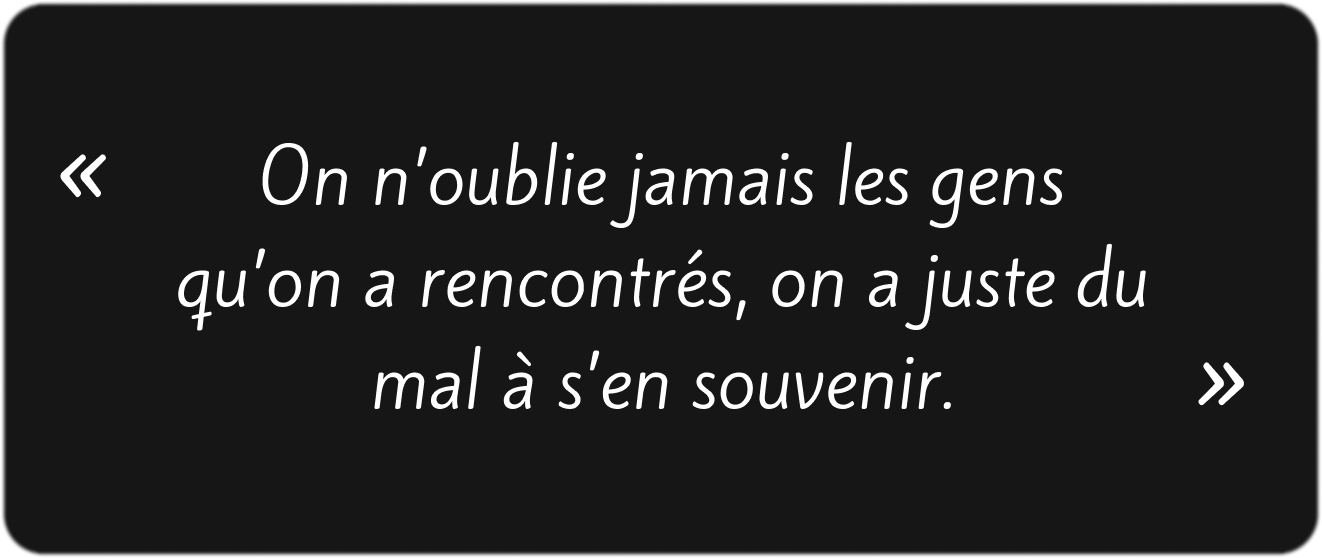 « On n’oublie jamais les gens
qu’on a rencontrés, on a juste du
mal à s’en souvenir. »